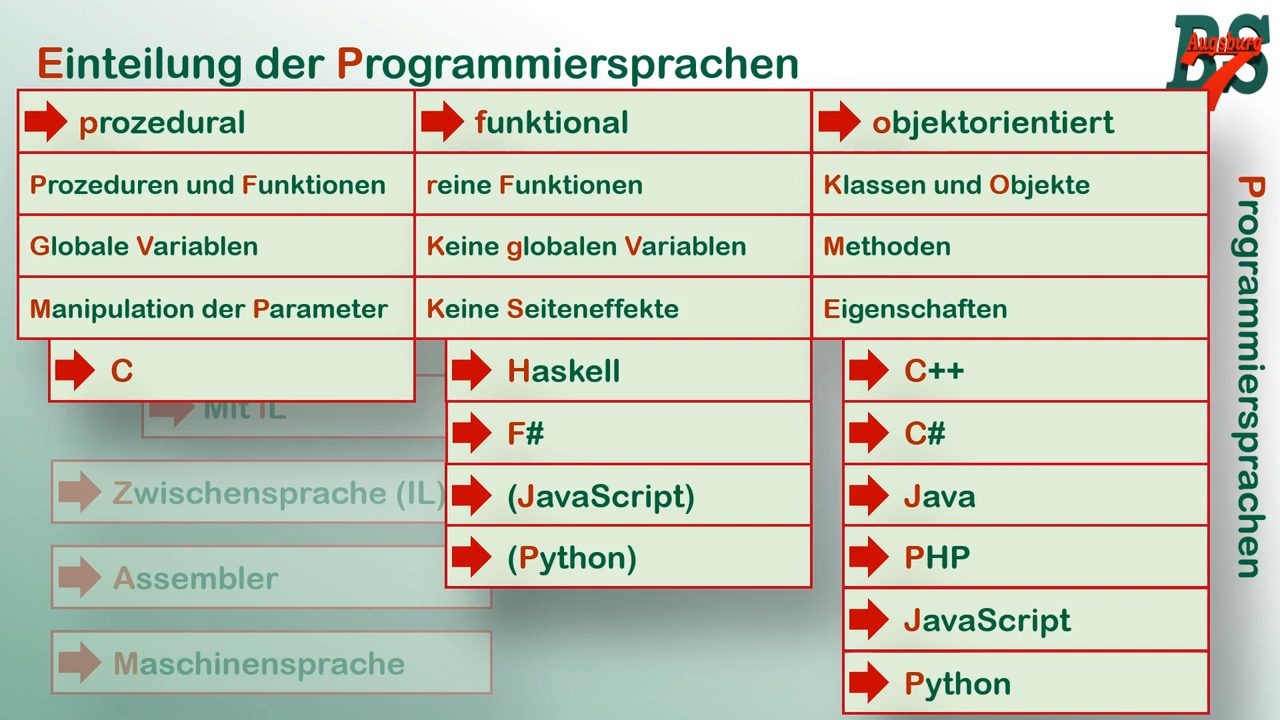 Einteilung der Programmiersprachen
BS
Augsburg
7
prozedural
Prozeduren und Funktionen
Globale Variablen
Manipulation der Parameter
C
funktional
reine Funktionen
Keine globalen Variablen
Keine Seiteneffekte
Haskell
F#
(JavaScript)
(Python)
objektorientiert
Klassen und Objekte
Methoden
Eigenschaften
C++
C#
Java
PHP
JavaScript
Python
Mit IL
Zwischensprache (IL)
Assembler
Maschinensprache
Programmiersprachen